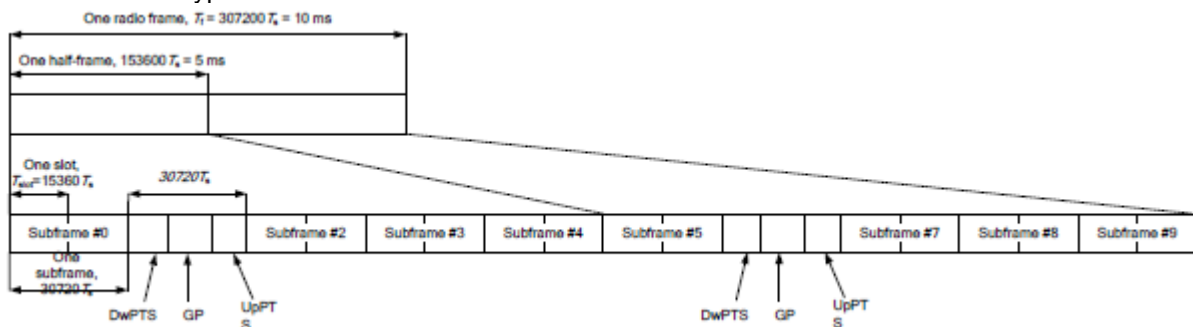 One radio frame, Tf = 307200 Ts = 10 ms
One half-frame, 153600 Ts = 5 ms
One slot,
Tslot=15360 Ts
30720Ts
Subframe #0
Subframe #2
Subframe #3
Subframe #4
Subframe #5
Subframe #7
Subframe #8
Subframe #9
One
subframe,
30720 Ts
DwPTS
GP
UpPT
S
DwPTS
GP
UpPT
S